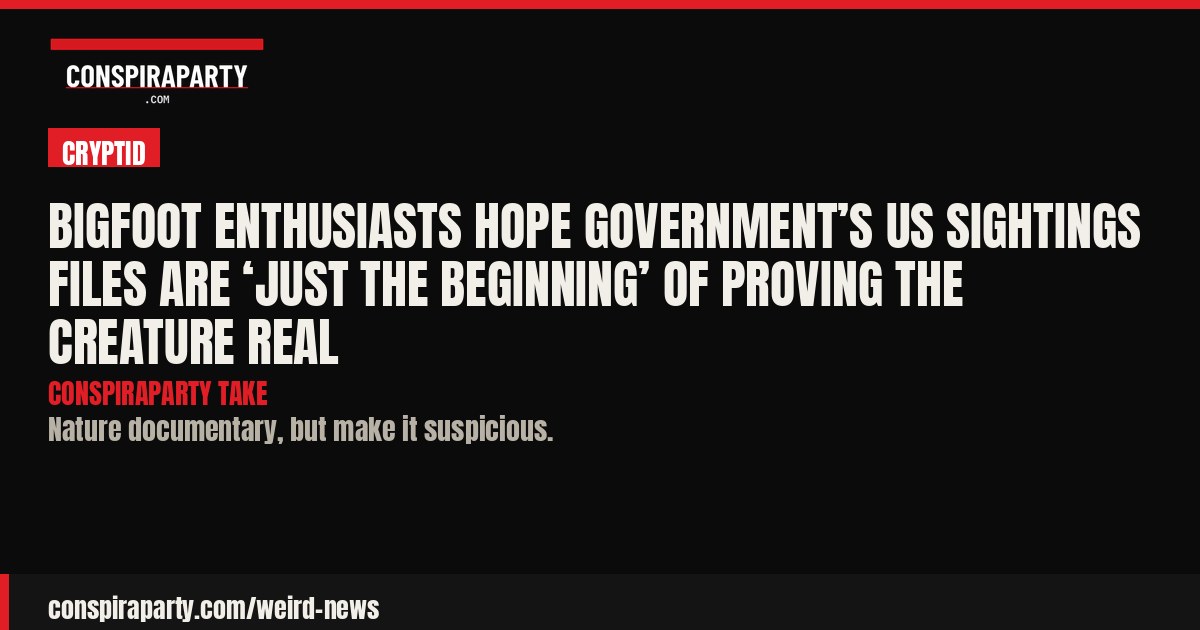 CONSPIRAPARTY
.COM
CRYPTID
BIGFOOT ENTHUSIASTS HOPE GOVERNMENT’S US SIGHTINGS
FILES ARE ‘JUST THE BEGINNING’ OF PROVING THE
CREATURE REAL
CONSPIRAPARTY TAKE
Nature documentary, but make it suspicious.
conspiraparty.com/weird-news